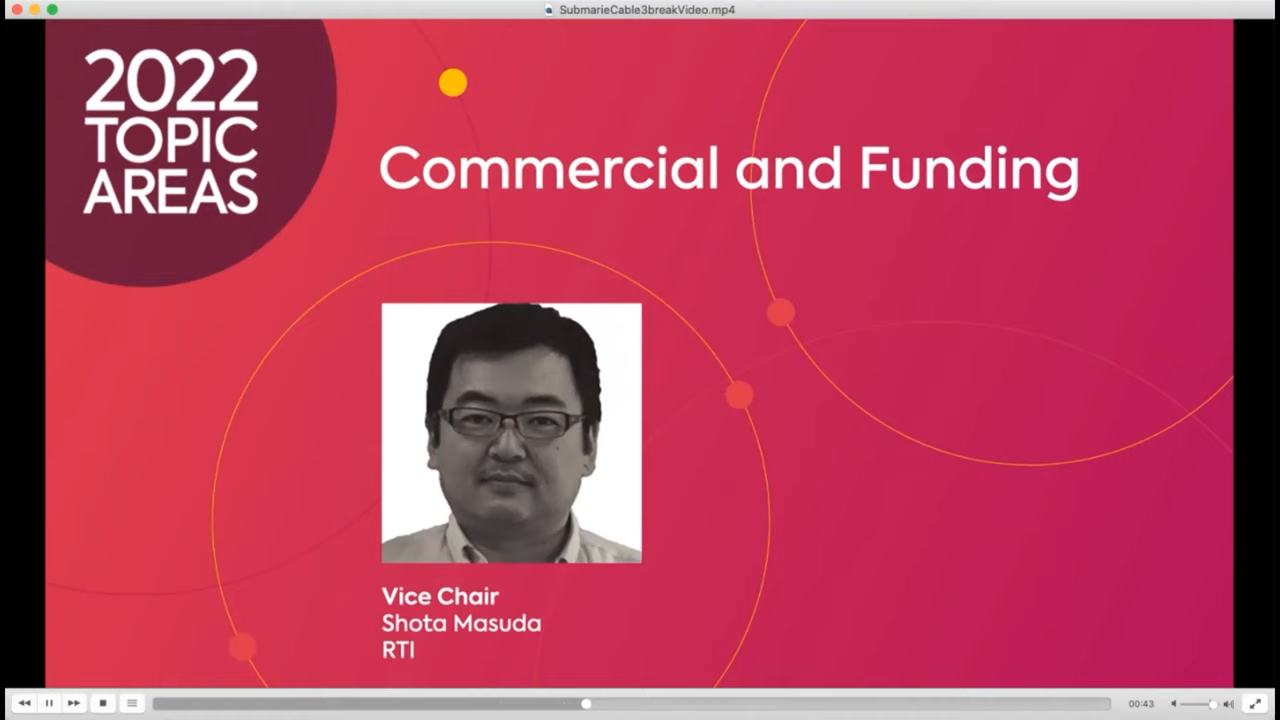 SubmarieCable3breakVideo.mp4
2022
TOPIC
AREAS
Commercial and Funding
Vice Chair
Shota Masuda
RTI
00:43